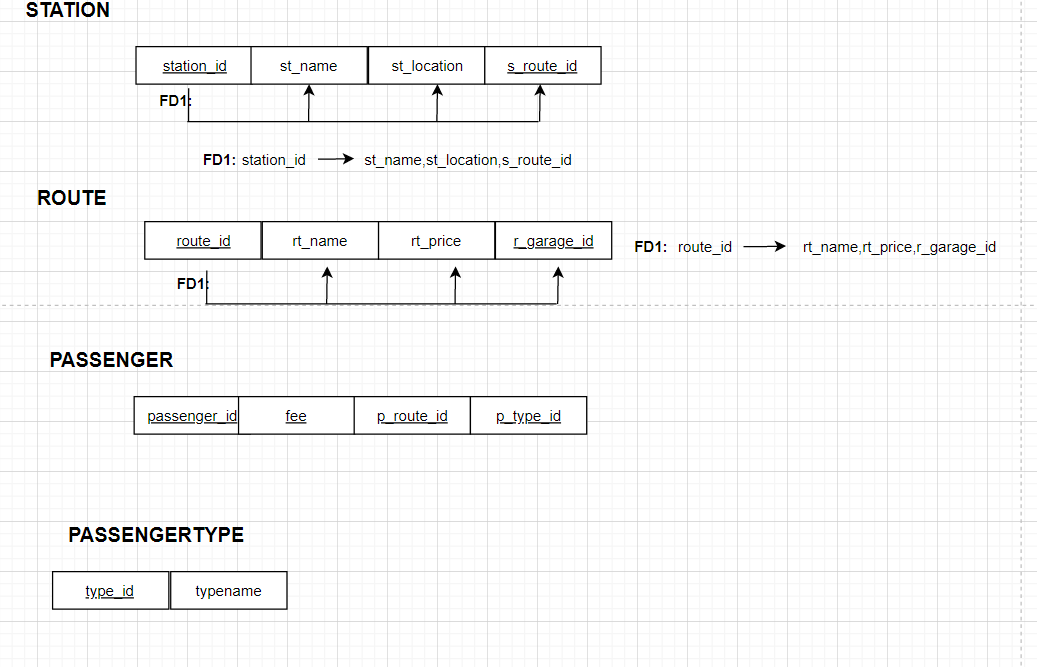 STATION
station_id st_name st_location s_route_id
FD1:
FD1: station_id st_name,st_location,s_route_id
ROUTE
route_id rt_name rt_price r_garage_id
FD1: route_id rt_name,rt_price,r_garage_id
FD1:
PASSENGER
passenger_id fee p_route_id p_type_id
PASSENGERTYPE
type_id typename